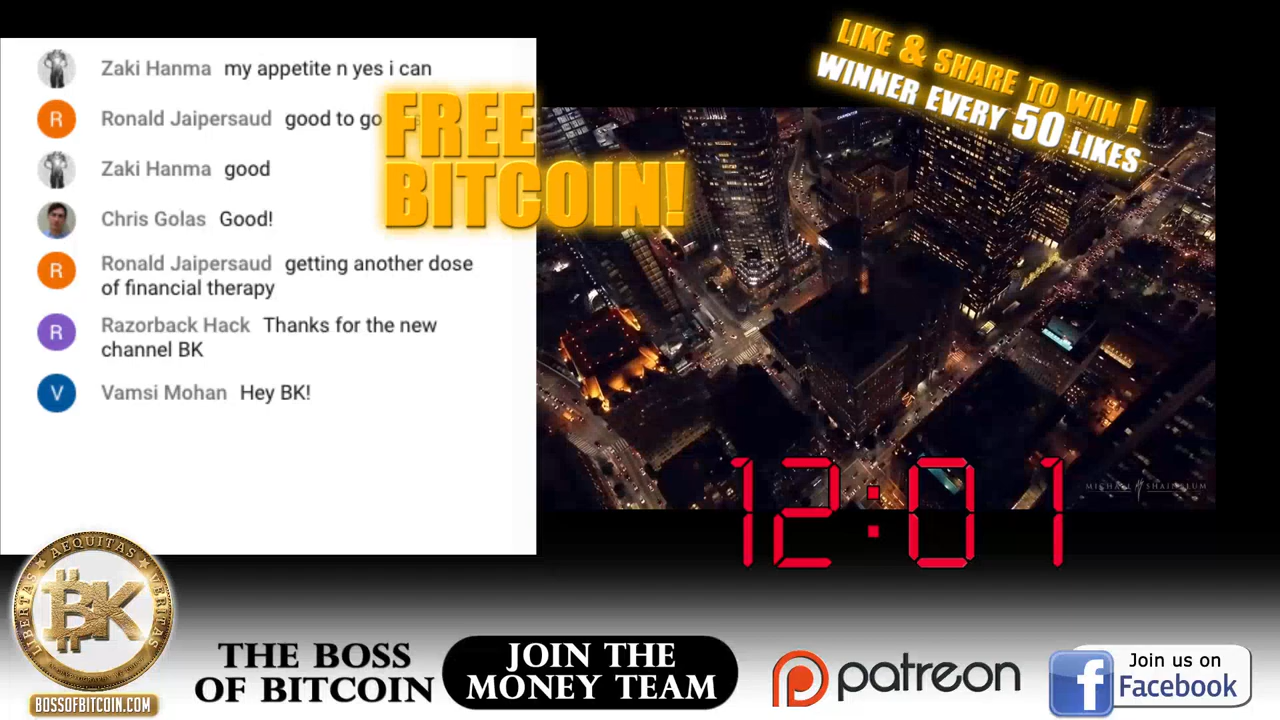 Zaki Hanma my appetite n yes i can
R Ronald Jaipersaud good to go
Zaki Hanma good
Chris Golas Good!
R Ronald Jaipersaud getting another dose
of financial therapy
R Razorback Hack Thanks for the new
channel BK
V Vamsi Mohan Hey BK!
FREE
BITCOIN!
LIKE & SHARE TO WIN !
WINNER EVERY 50 LIKES
12:01
AEQUITAS
LIBERTAS
VERITAS
BK
BOSSOFBITCOIN.COM
THE BOSS
OF BITCOIN
JOIN THE
MONEY TEAM
patreon
f
Join us on
Facebook